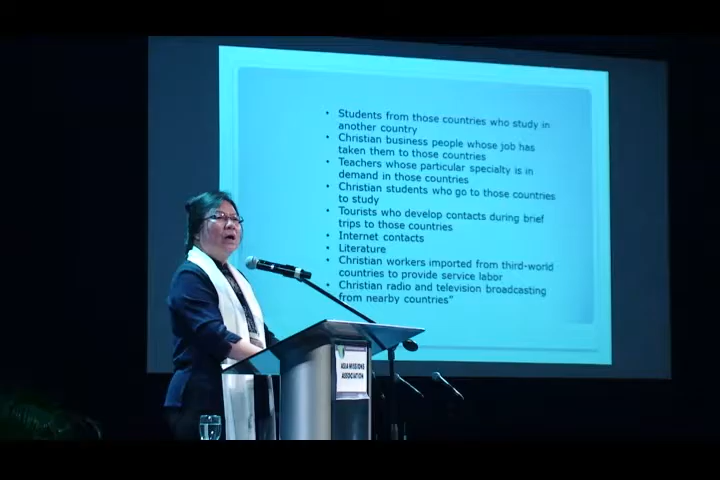 • Students from those countries who study in
another country
• Christian business people whose job has
taken them to those countries
• Teachers whose particular specialty is in
demand in those countries
• Christian students who go to those countries
to study
• Tourists who develop contacts during brief
trips to those countries
• Internet contacts
• Literature
• Christian workers imported from third-world
countries to provide service labor
• Christian radio and television broadcasting
from nearby countries”
ASIA MISSIONS
ASSOCIATION